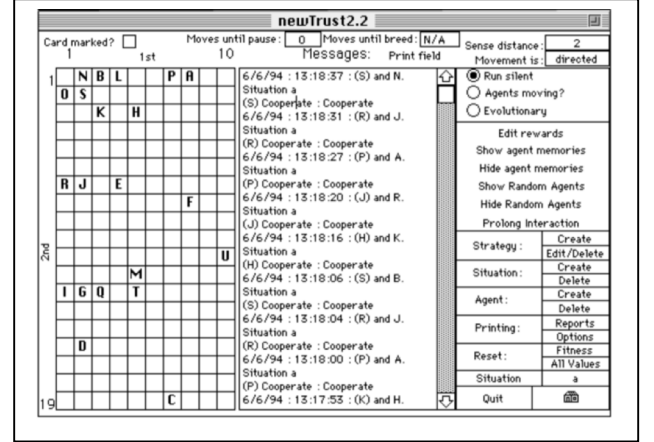 newTrust2.2
Card marked?
Moves until pause: 0 Moves until breed: N/A
1 1st 10 Messages: Print field
Sense distance: 2
Movement is: directed
1 N B L P A
O S
K H
R J E
F
2nd
U
M
I G Q T
D
19 C
6/6/94 : 13:18:37 : (S) and N.
Situation a
(S) Cooperate : Cooperate
6/6/94 : 13:18:31 : (R) and J.
Situation a
(R) Cooperate : Cooperate
6/6/94 : 13:18:27 : (P) and A.
Situation a
(P) Cooperate : Cooperate
6/6/94 : 13:18:20 : (J) and R.
Situation a
(J) Cooperate : Cooperate
6/6/94 : 13:18:16 : (H) and K.
Situation a
(H) Cooperate : Cooperate
6/6/94 : 13:18:06 : (S) and B.
Situation a
(S) Cooperate : Cooperate
6/6/94 : 13:18:04 : (R) and J.
Situation a
(R) Cooperate : Cooperate
6/6/94 : 13:18:00 : (P) and A.
Situation a
(P) Cooperate : Cooperate
6/6/94 : 13:17:53 : (K) and H.
Run silent
Agents moving?
Evolutionary
Edit rewards
Show agent memories
Hide agent memories
Show Random Agents
Hide Random Agents
Prolong Interaction
Strategy: Create
Edit/Delete
Situation: Create
Delete
Agent: Create
Delete
Printing: Reports
Options
Reset: Fitness
All Values
Situation a
Quit